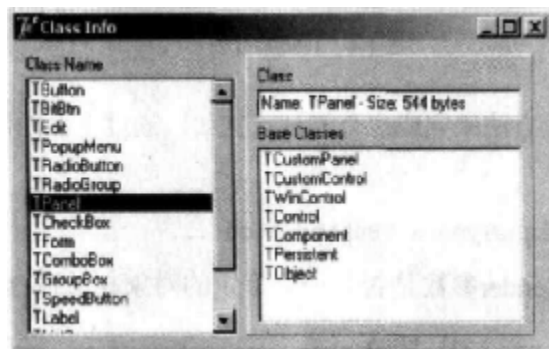 Class Info
Class Name
TButton
TBitBtn
TEdit
TPopupMenu
TRadioButton
TRadioGroup
TPanel
TCheckBox
TForm
TComboBox
TGroupBox
TSpeedButton
TLabel
Class
Name: TPanel - Size: 544 bytes
Base Classes
TCustomPanel
TCustomControl
TWinControl
TControl
TComponent
TPersistent
TObject